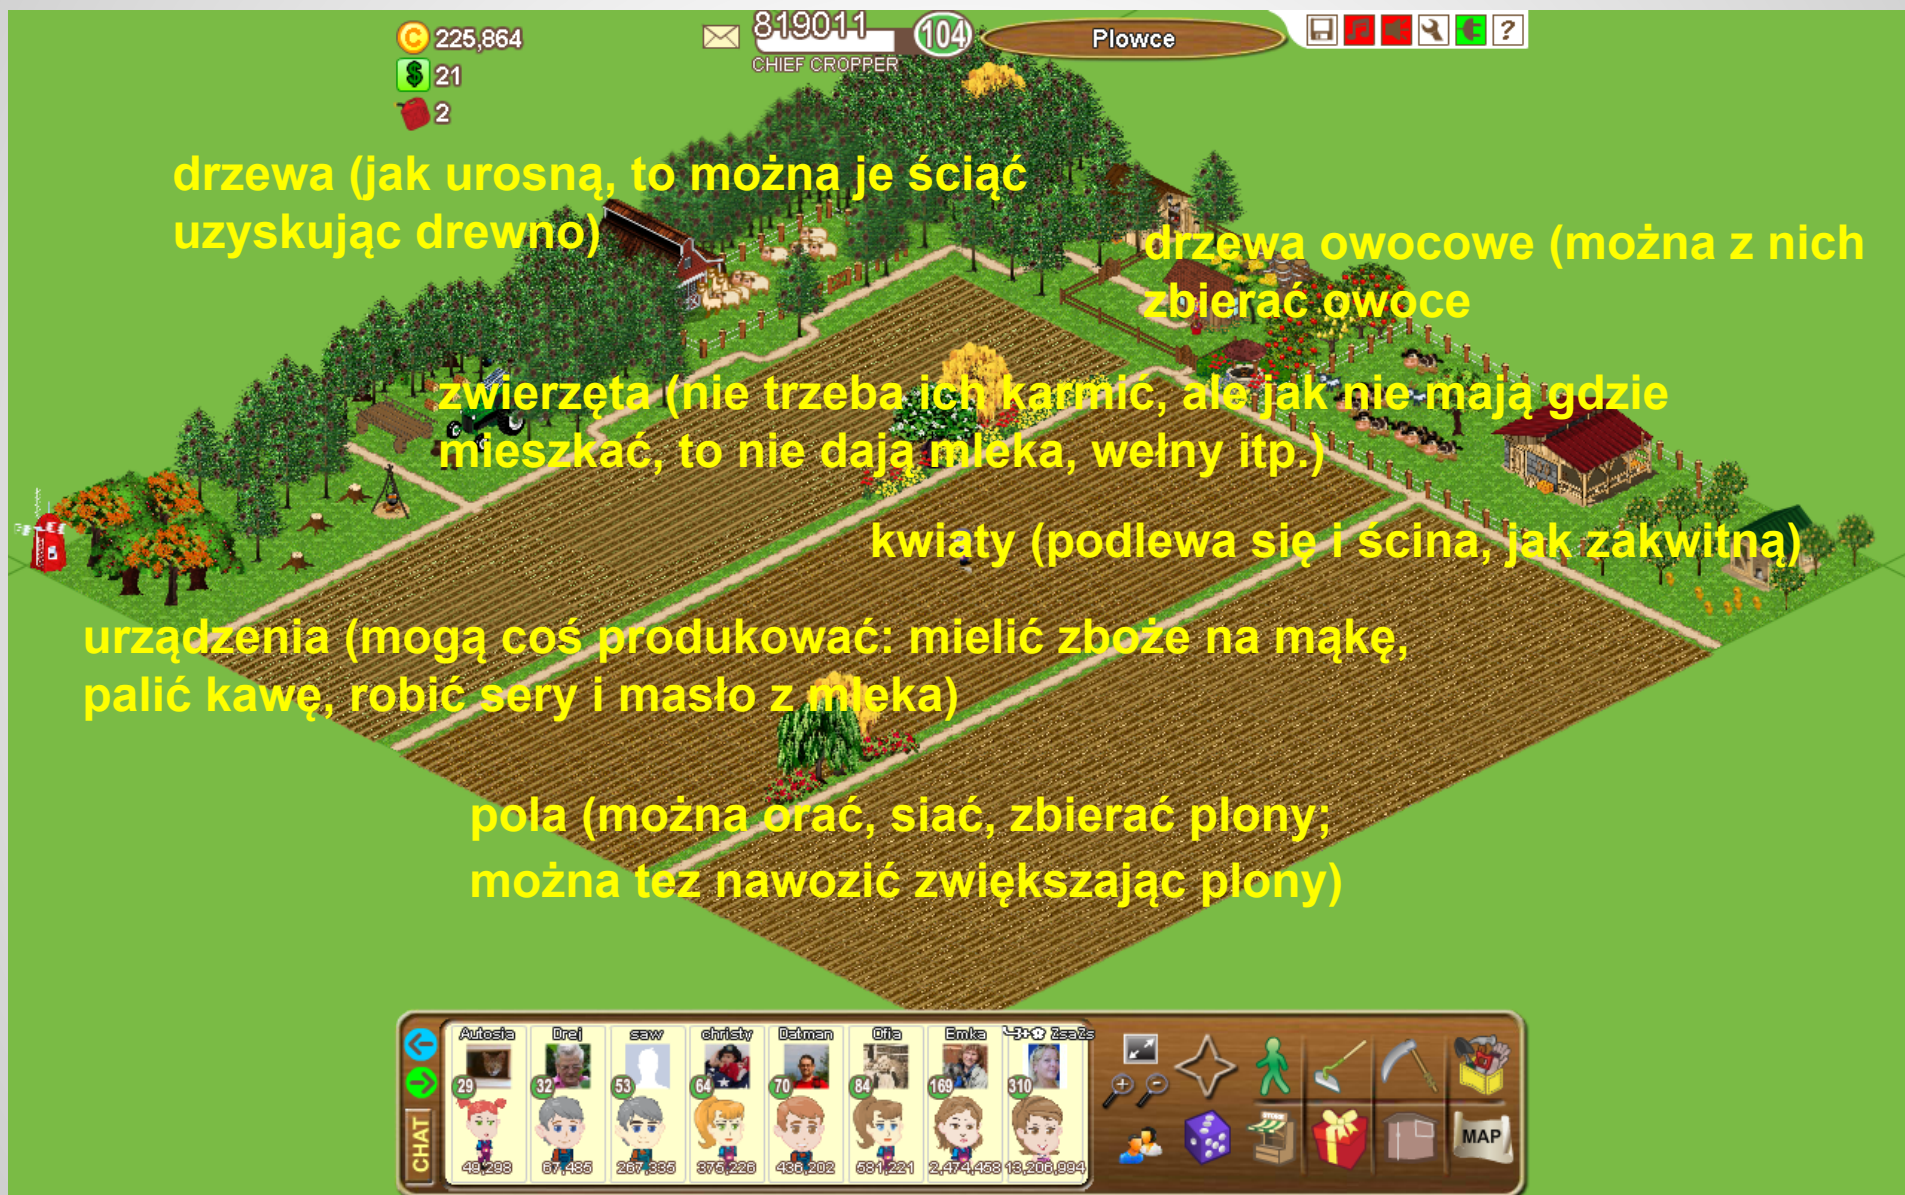 225,864
819011
104
Plowce
?
CHIEF CROPPER
21
2
drzewa (jak urosną, to można je ściąć
uzyskując drewno)
drzewa owocowe (można z nich
zbierać owoce
zwierzęta (nie trzeba ich karmić, ale jak nie mają gdzie
mieszkać, to nie dają mleka, wełny itp.)
kwiaty (podlewa się i ścina, jak zakwitną)
urządzenia (mogą coś produkować: mielić zboże na mąkę,
palić kawę, robić sery i masło z mleka)
pola (można orać, siać, zbierać plony;
można tez nawozić zwiększając plony)
Autosia Drej saw christy Datman Ofia Emka ZsaZs
29 32 53 64 70 84 169 310
49,298 67,485 267,335 375,226 436,202 581,221 2,474,458 13,206,994
CHAT
STORE
MAP